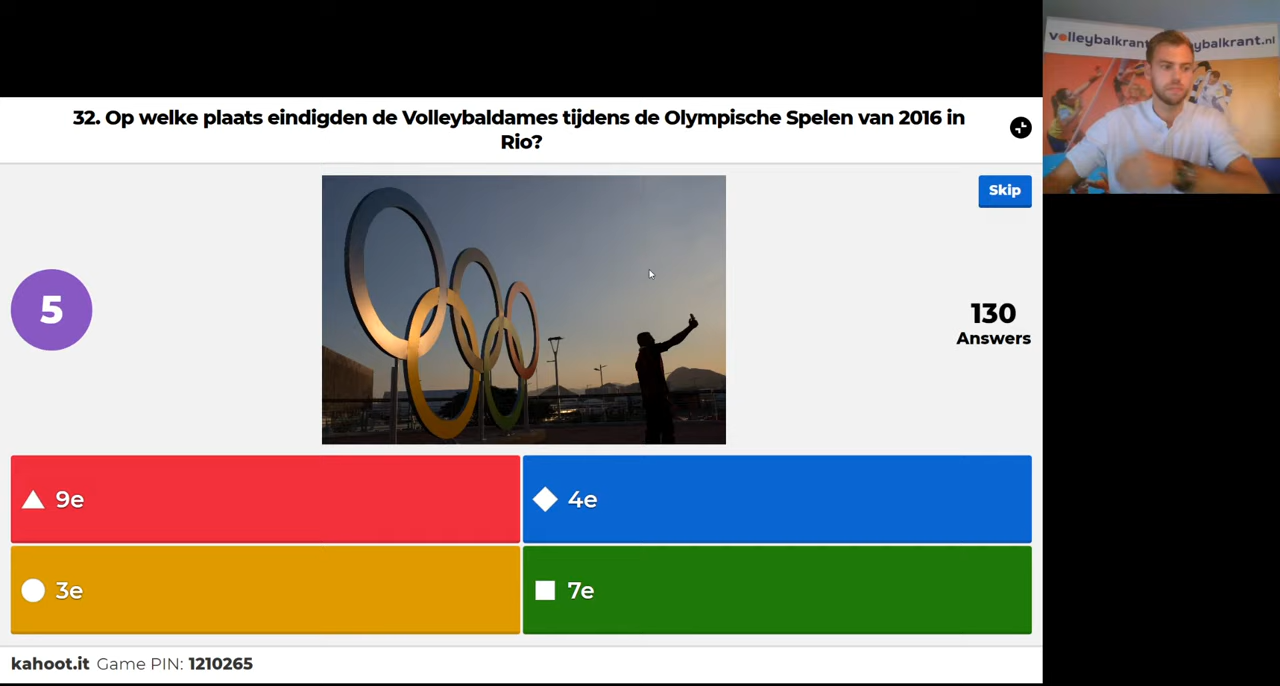 32. Op welke plaats eindigden de Volleybaldames tijdens de Olympische Spelen van 2016 in
Rio?
volleybalkrant
ybalkrant.nl
Skip
5
130
Answers
9e
4e
3e
7e
kahoot.it Game PIN: 1210265